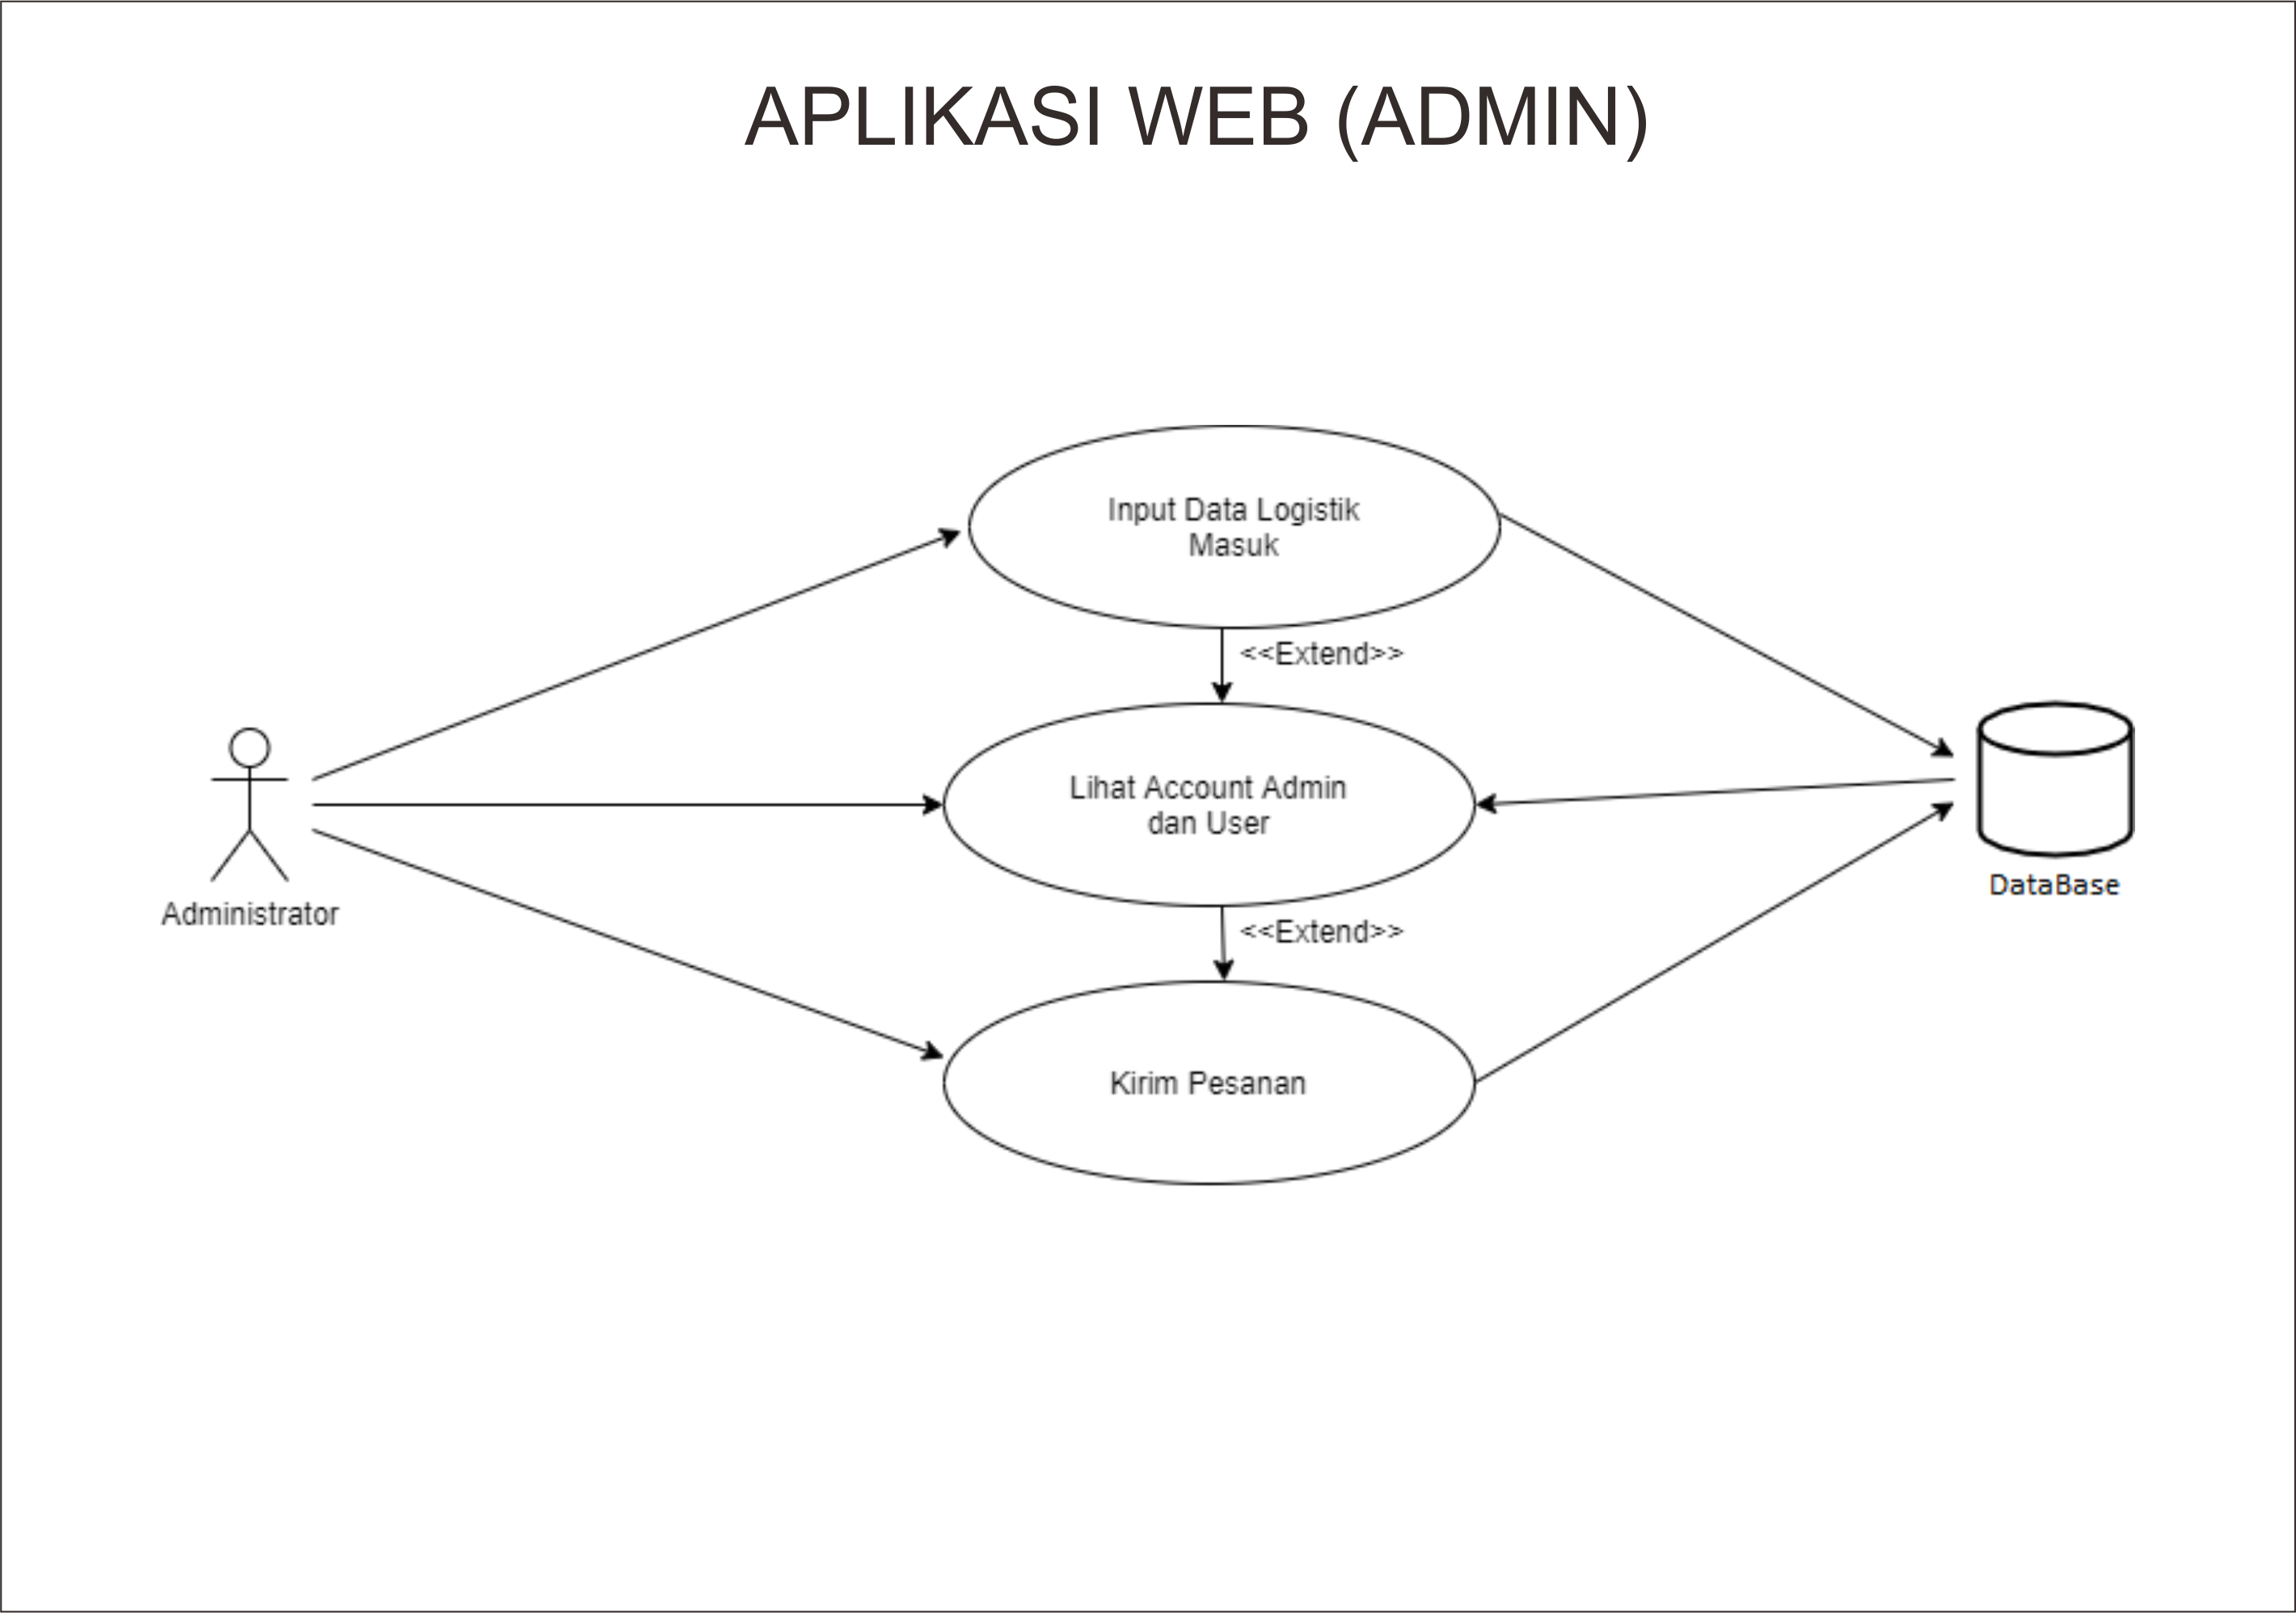 APLIKASI WEB (ADMIN)
Input Data Logistik
Masuk
<<Extend>>
Lihat Account Admin
dan User
DataBase
Administrator
<<Extend>>
Kirim Pesanan